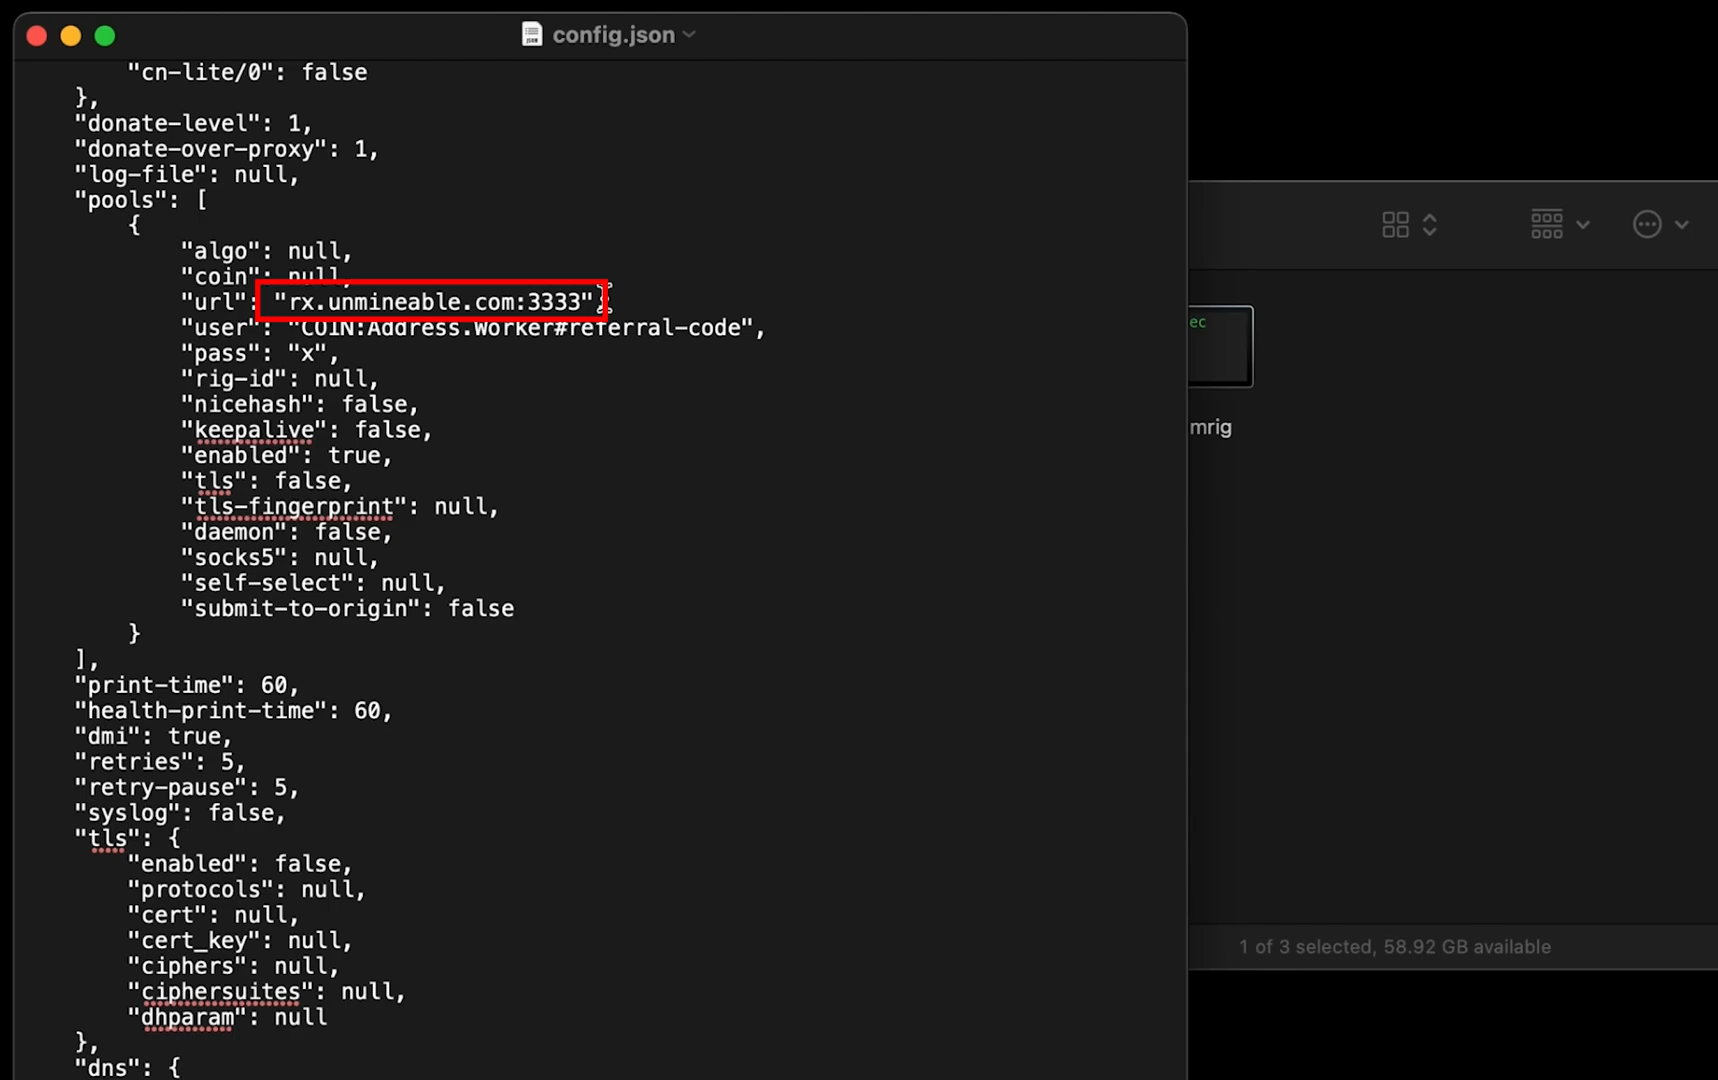 config.json
"cn-lite/0": false
},
"donate-level": 1,
"donate-over-proxy": 1,
"log-file": null,
"pools": [
{
"algo": null,
"coin": null,
"url": "rx.unmineable.com:3333",
"user": "COIN:Address.Worker#referral-code",
"pass": "x",
"rig-id": null,
"nicehash": false,
"keepalive": false,
"enabled": true,
"tls": false,
"tls-fingerprint": null,
"daemon": false,
"socks5": null,
"self-select": null,
"submit-to-origin": false
}
],
"print-time": 60,
"health-print-time": 60,
"dmi": true,
"retries": 5,
"retry-pause": 5,
"syslog": false,
"tls": {
"enabled": false,
"protocols": null,
"cert": null,
"cert_key": null,
"ciphers": null,
"ciphersuites": null,
"dhparam": null
},
"dns": {
ec
mrig
1 of 3 selected, 58.92 GB available